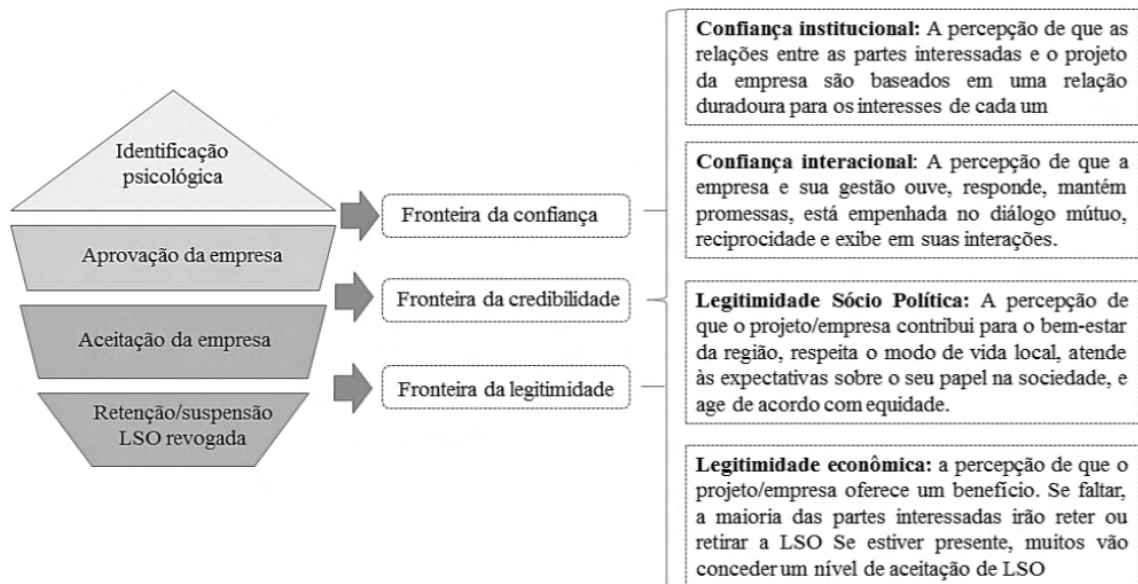 Identificação
psicológica
Aprovação da empresa
Aceitação da empresa
Retenção/suspensão
LSO revogada
Fronteira da confiança
Fronteira da credibilidade
Fronteira da legitimidade
Confiança institucional: A percepção de que as
relações entre as partes interessadas e o projeto
da empresa são baseados em uma relação
duradoura para os interesses de cada um
Confiança interacional: A percepção de que a
empresa e sua gestão ouve, responde, mantém
promessas, está empenhada no diálogo mútuo,
reciprocidade e exibe em suas interações.
Legitimidade Sócio Política: A percepção de
que o projeto/empresa contribui para o bem-estar
da região, respeita o modo de vida local, atende
às expectativas sobre o seu papel na sociedade, e
age de acordo com equidade.
Legitimidade econômica: a percepção de que o
projeto/empresa oferece um benefício. Se faltar,
a maioria das partes interessadas irão reter ou
retirar a LSO Se estiver presente, muitos vão
conceder um nível de aceitação de LSO